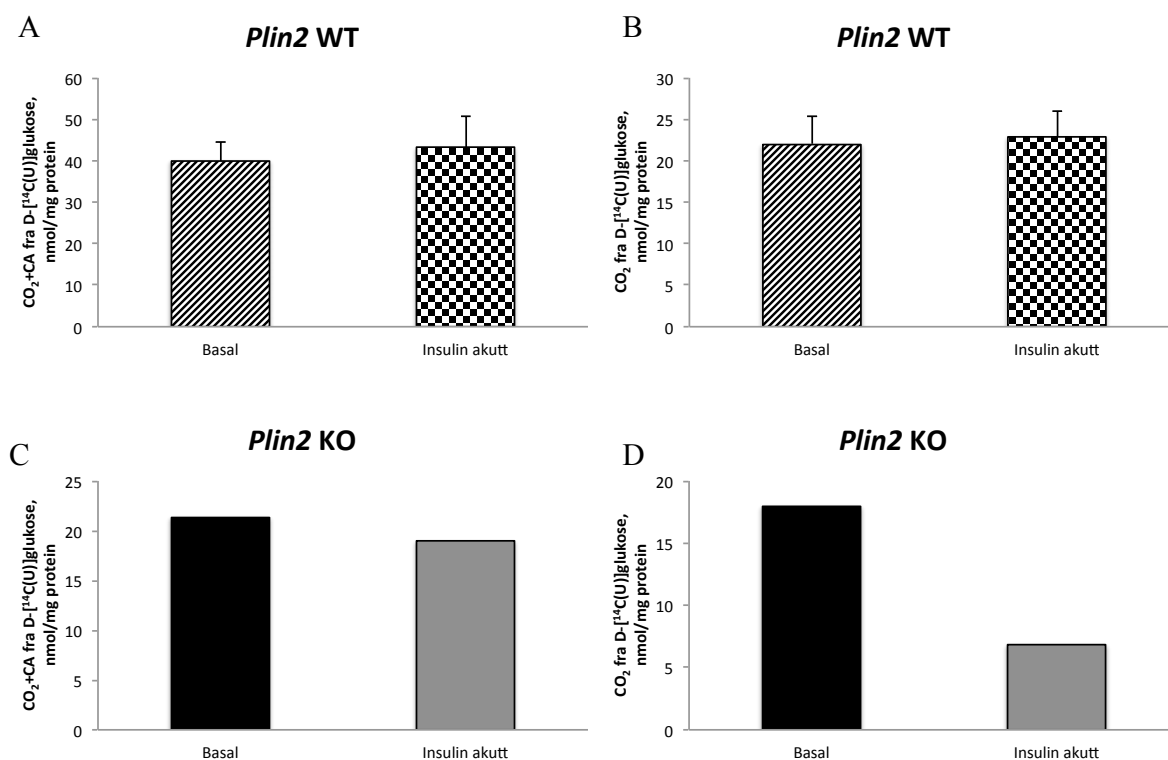 A
Plin2 WT
CO₂+CA fra D-[¹⁴C(U)]glukose,
nmol/mg protein
60
50
40
30
20
10
0
Basal
Insulin akutt
B
Plin2 WT
CO₂ fra D-[¹⁴C(U)]glukose,
nmol/mg protein
30
25
20
15
10
5
0
Basal
Insulin akutt
C
Plin2 KO
CO₂+CA fra D-[¹⁴C(U)]glukose,
nmol/mg protein
25
20
15
10
5
0
Basal
Insulin akutt
D
Plin2 KO
CO₂ fra D-[¹⁴C(U)]glukose,
nmol/mg protein
20
15
10
5
0
Basal
Insulin akutt